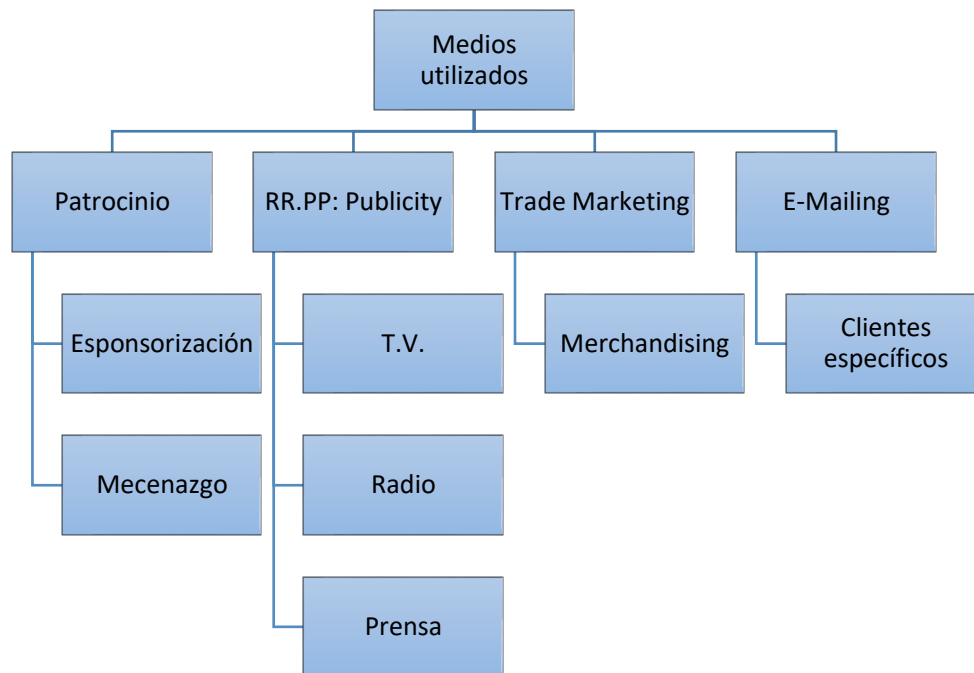 Medios
utilizados
Patrocinio
RR.PP: Publicity
Trade Marketing
E-Mailing
Esponsorización
T.V.
Merchandising
Clientes
específicos
Mecenazgo
Radio
Prensa